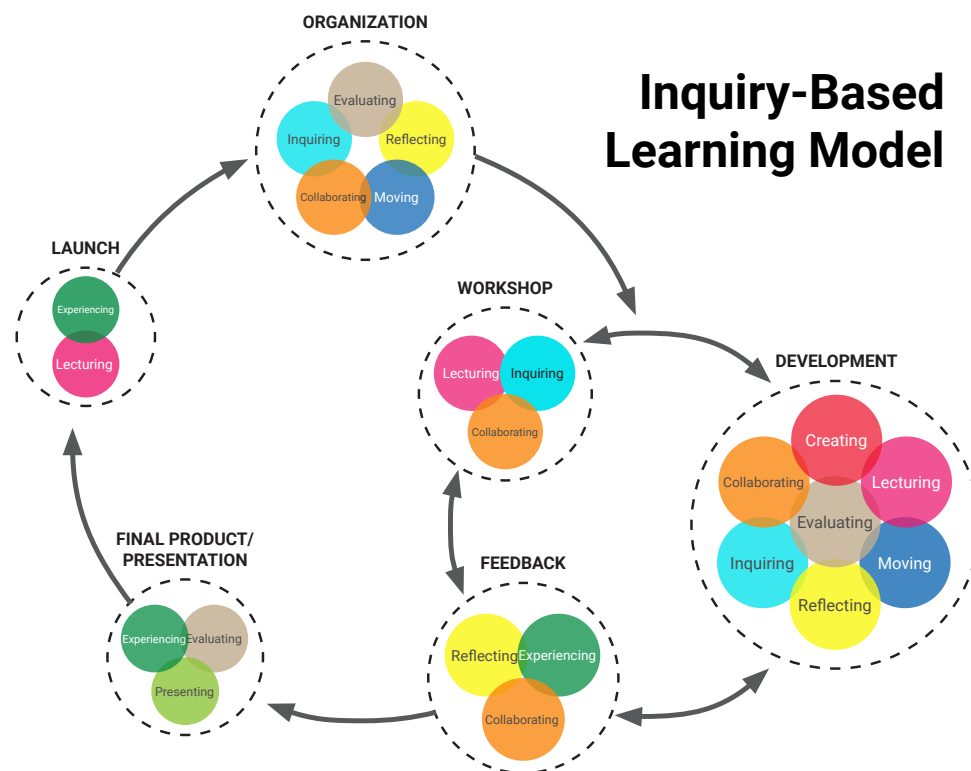 Inquiry-Based
Learning Model
ORGANIZATION
Evaluating
Inquiring
Reflecting
Collaborating
Moving
LAUNCH
Experiencing
Lecturing
WORKSHOP
Lecturing
Inquiring
Collaborating
DEVELOPMENT
Creating
Collaborating
Lecturing
Evaluating
Inquiring
Moving
Reflecting
FEEDBACK
Reflecting
Experiencing
Collaborating
FINAL PRODUCT/
PRESENTATION
Experiencing
Evaluating
Presenting